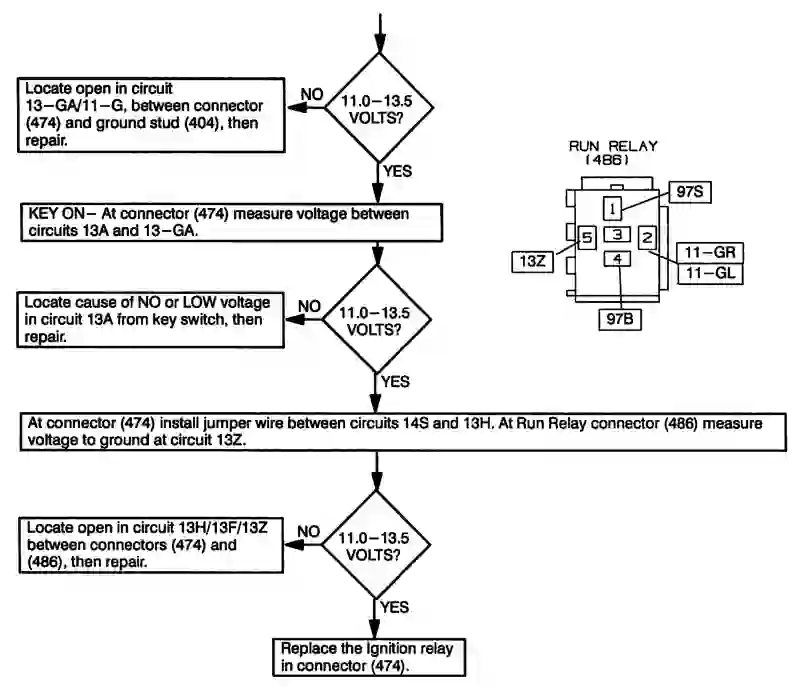 Locate open in circuit
13-GA/11-G, between connector
(474) and ground stud (404), then
repair.
NO
11.0-13.5
VOLTS?
YES
KEY ON- At connector (474) measure voltage between
circuits 13A and 13-GA.
Locate cause of NO or LOW voltage
in circuit 13A from key switch, then
repair.
NO
11.0-13.5
VOLTS?
YES
At connector (474) install jumper wire between circuits 14S and 13H. At Run Relay connector (486) measure
voltage to ground at circuit 13Z.
Locate open in circuit 13H/13F/13Z
between connectors (474) and
(486), then repair.
NO
11.0-13.5
VOLTS?
YES
Replace the Ignition relay
in connector (474).
RUN RELAY
(486)
97S
1
5
3
2
4
13Z
11-GR
11-GL
97B